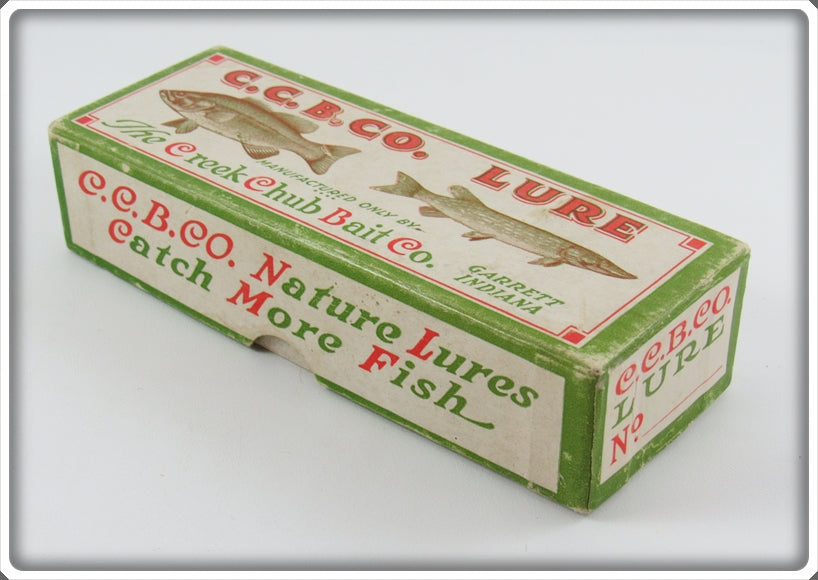 C.C.B.CO. LURE
MANUFACTURED ONLY BY-
The Creek Chub Bait Co.
GARRETT
INDIANA
C.C.B.CO. Nature Lures
Catch More Fish
C.C.B.CO.
LURE
No